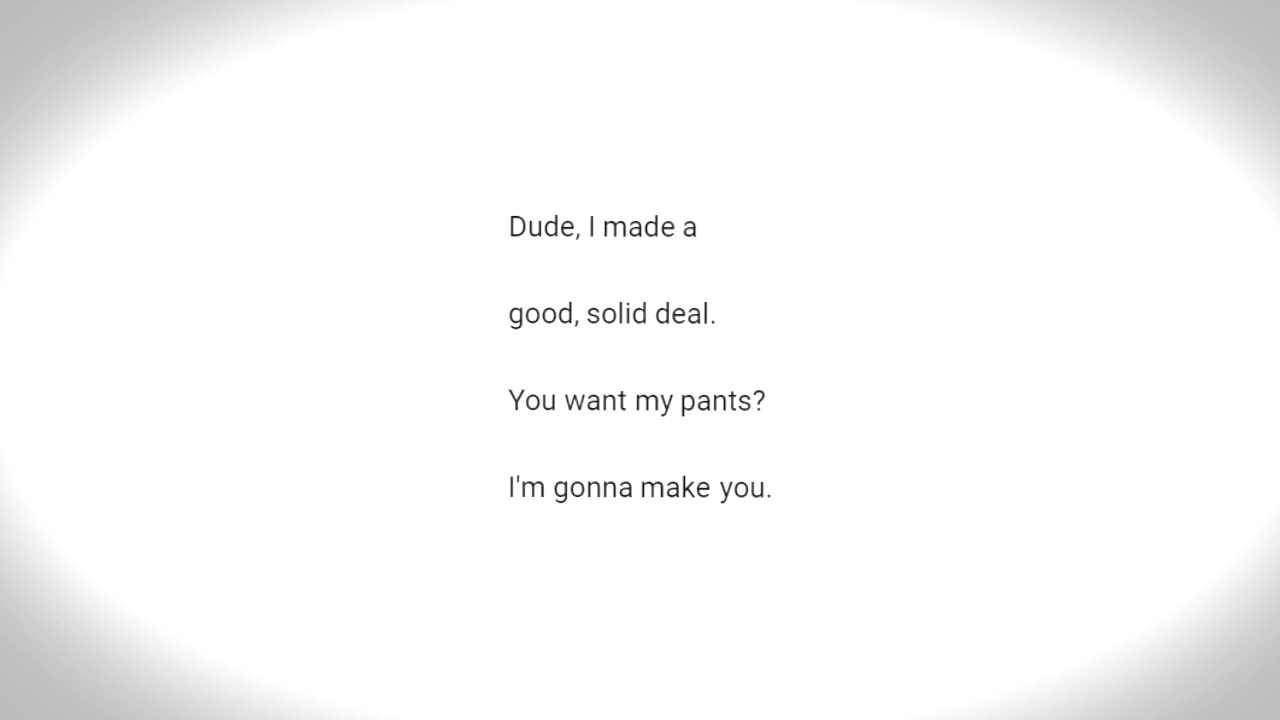 Dude, I made a
good, solid deal.
You want my pants?
I'm gonna make you.